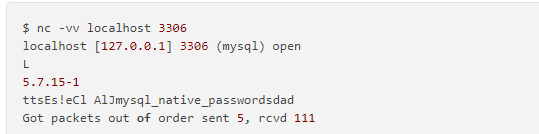 $ nc -vv localhost 3306
localhost [127.0.0.1] 3306 (mysql) open
L
5.7.15-1
ttsEs!eCl AlJmysql_native_passwordsdad
Got packets out of order sent 5, rcvd 111